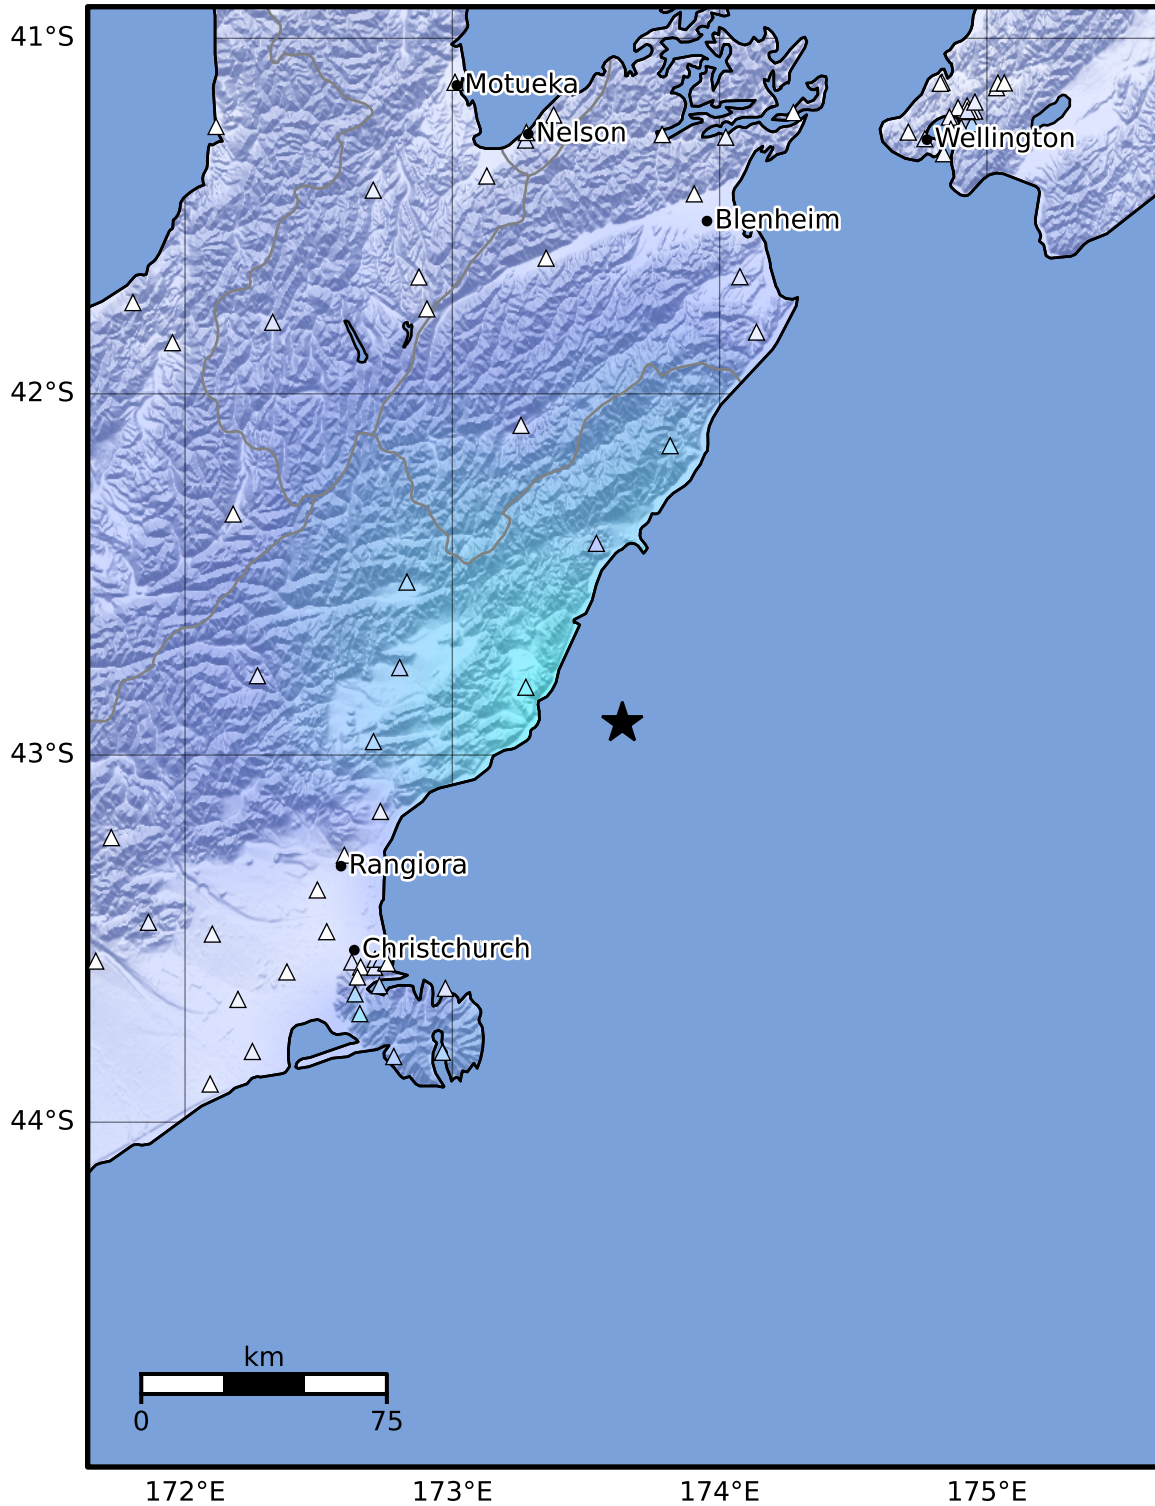 41°S
Motueka
Nelson
Wellington
Blenheim
42°S
43°S
Rangiora
Christchurch
44°S
km
0 75
172°E 173°E 174°E 175°E